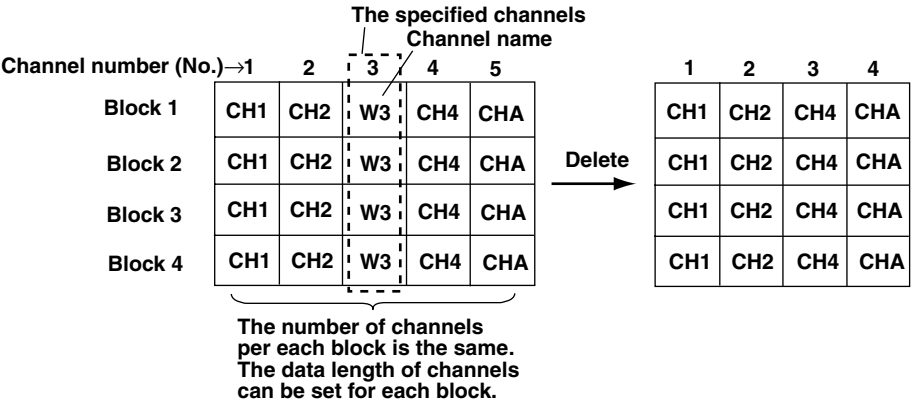 The specified channels
Channel name
Channel number (No.)→1 2 3 4 5 1 2 3 4
Block 1 CH1 CH2 W3 CH4 CHA CH1 CH2 CH4 CHA
Block 2 CH1 CH2 W3 CH4 CHA Delete CH1 CH2 CH4 CHA
Block 3 CH1 CH2 W3 CH4 CHA CH1 CH2 CH4 CHA
Block 4 CH1 CH2 W3 CH4 CHA CH1 CH2 CH4 CHA
The number of channels
per each block is the same.
The data length of channels
can be set for each block.